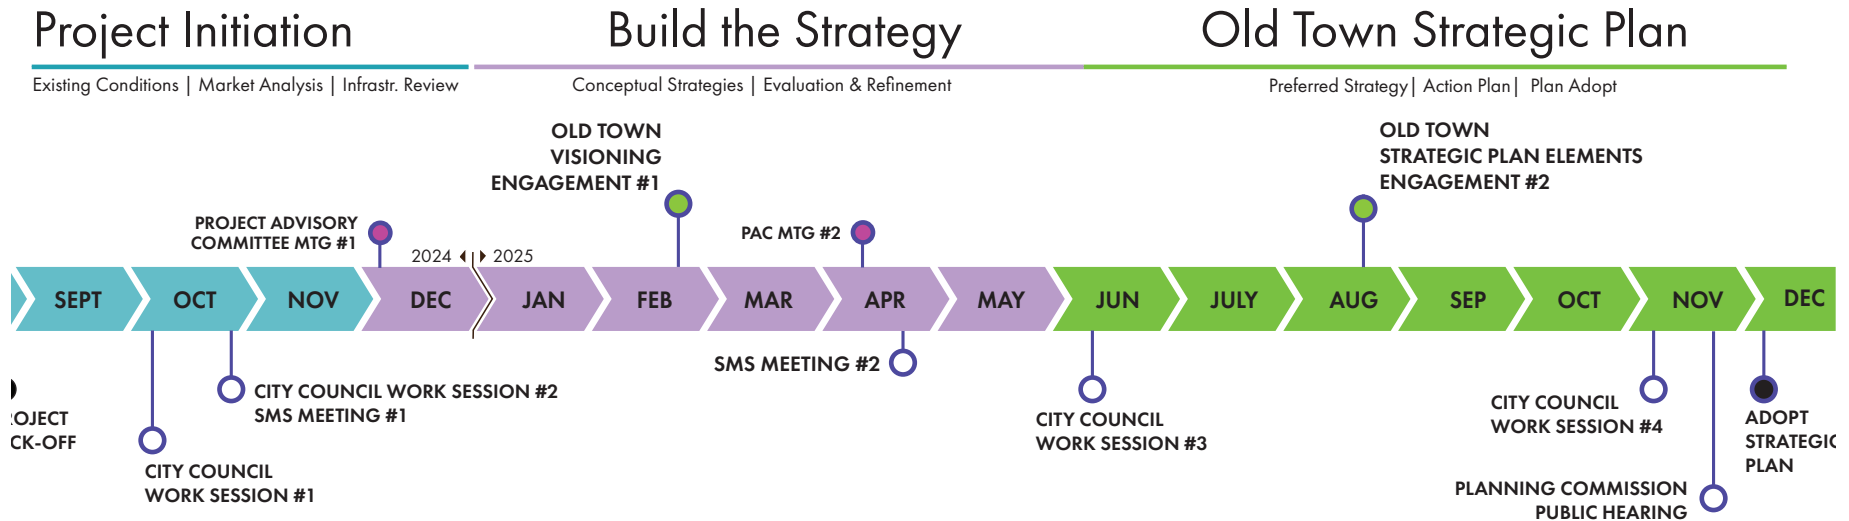 Project Initiation
Build the Strategy
Old Town Strategic Plan
Existing Conditions | Market Analysis | Infrastr. Review
Conceptual Strategies | Evaluation & Refinement
Preferred Strategy | Action Plan | Plan Adopt
OLD TOWN
VISIONING
ENGAGEMENT #1
OLD TOWN
STRATEGIC PLAN ELEMENTS
ENGAGEMENT #2
PROJECT ADVISORY
COMMITTEE MTG #1
PAC MTG #2
2024 2025
SEPT OCT NOV DEC JAN FEB MAR APR MAY JUN JULY AUG SEP OCT NOV DEC
SMS MEETING #2
CITY COUNCIL WORK SESSION #2
SMS MEETING #1
OJECT
CK-OFF
CITY COUNCIL
WORK SESSION #1
CITY COUNCIL
WORK SESSION #3
CITY COUNCIL
WORK SESSION #4
ADOPT
STRATEGIC
PLAN
PLANNING COMMISSION
PUBLIC HEARING